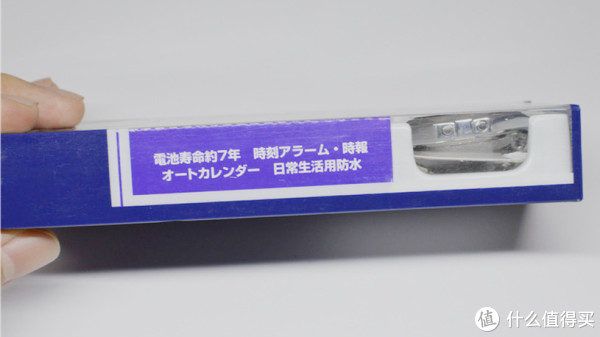 電池寿命約7年　時刻アラーム・時報
オートカレンダー　日常生活用防水
值 什么值得买